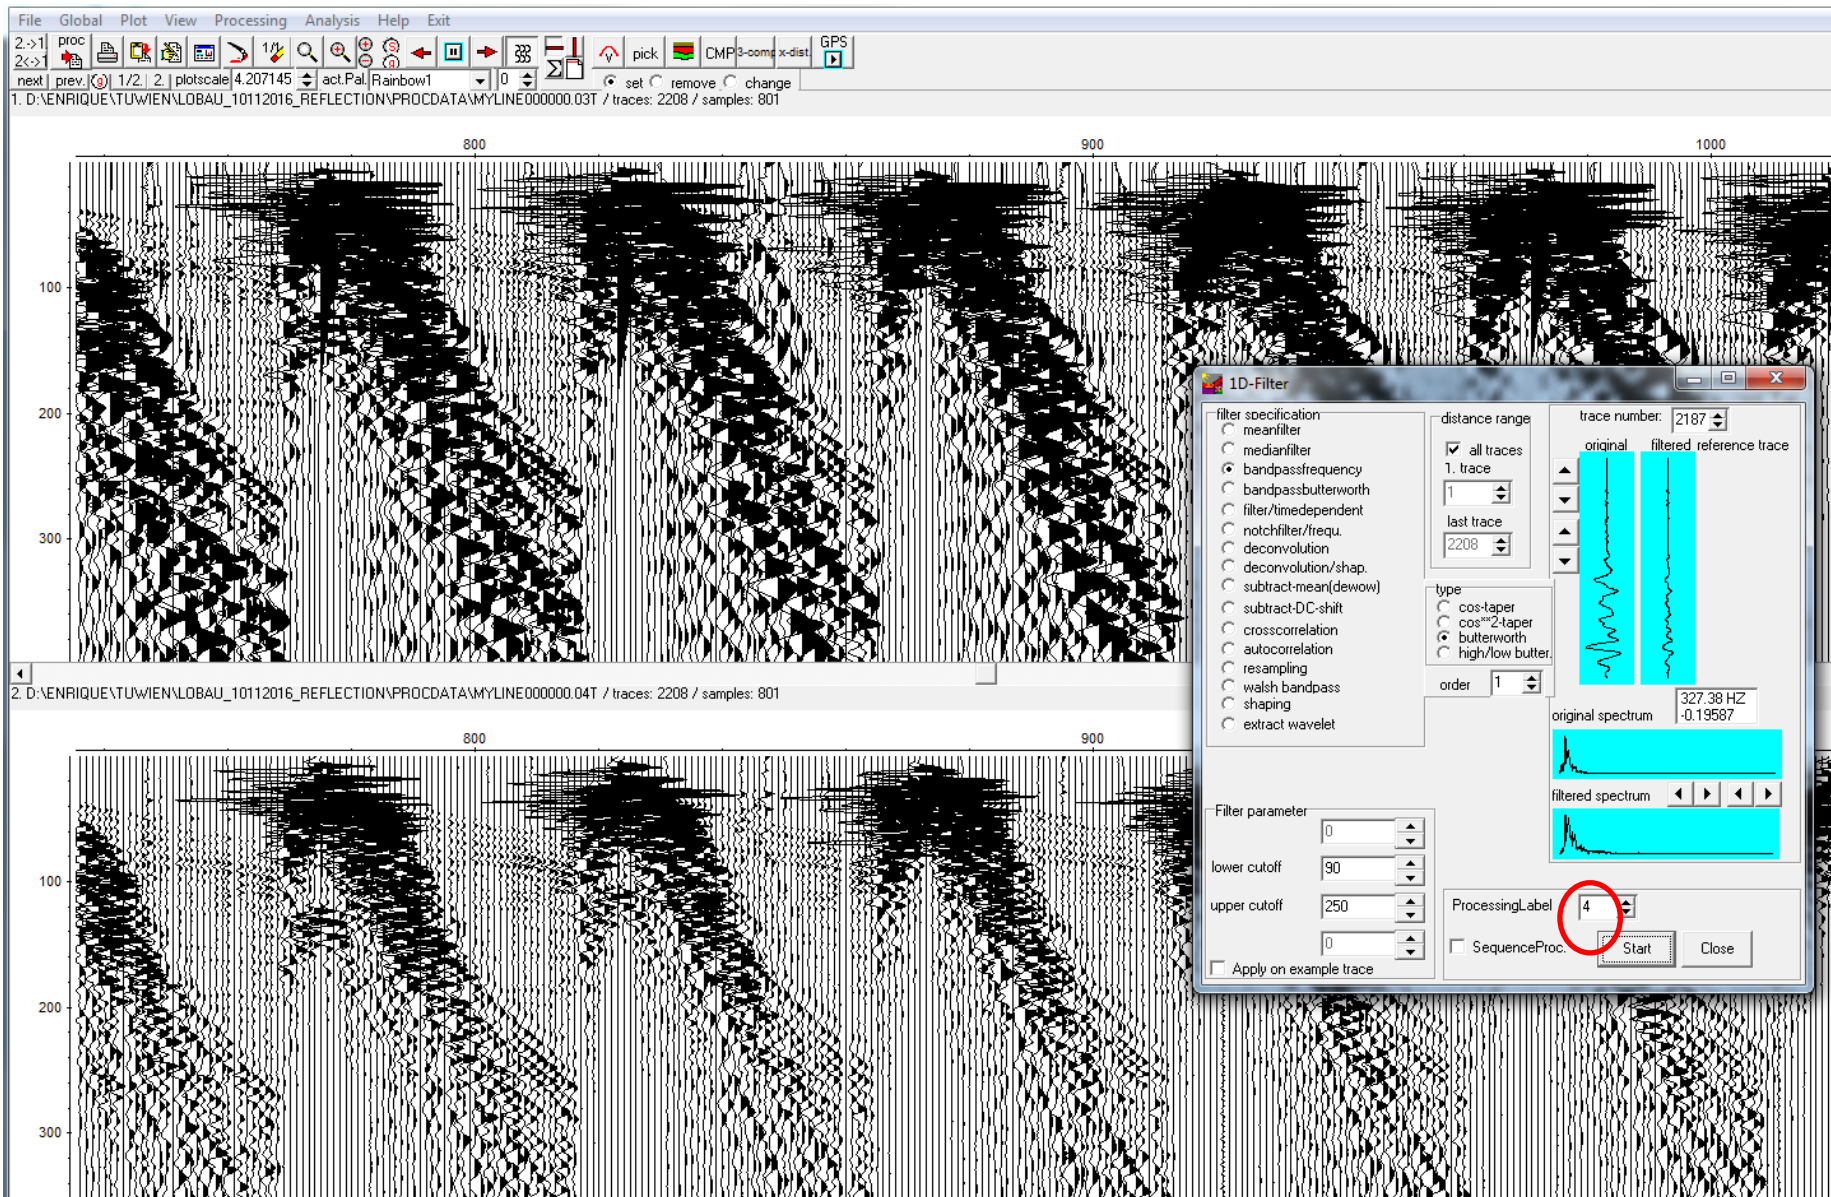 File Global Plot View Processing Analysis Help Exit
2.->1. proc 1/1 pick CMP 3-comp x-dist. GPS
2<->1
next prev. (g) 1/2. 2. plotscale 4.207145 act.Pal. Rainbow1 0 set remove change
1. D:\ENRIQUE\TUWIEN\LOBAU_10112016_REFLECTION\PROCDATA\MYLINE000000.03T / traces: 2208 / samples: 801
800 900 1000
100
200
300
2. D:\ENRIQUE\TUWIEN\LOBAU_10112016_REFLECTION\PROCDATA\MYLINE000000.04T / traces: 2208 / samples: 801
800 900
100
200
300
1D-Filter
filter specification
meanfilter
medianfilter
bandpassfrequency
bandpassbutterworth
filter/timedependent
notchfilter/frequ.
deconvolution
deconvolution/shap.
subtract-mean(dewow)
subtract-DC-shift
crosscorrelation
autocorrelation
resampling
walsh bandpass
shaping
extract wavelet
distance range
all traces
1. trace
1
last trace
2208
type
cos-taper
cos**2-taper
butterworth
high/low butter.
order 1
trace number: 2187
original filtered reference trace
327.38 HZ
-0.19587
original spectrum
filtered spectrum
Filter parameter
0
lower cutoff 90
upper cutoff 250
0
Apply on example trace
ProcessingLabel 4
SequenceProc. Start Close